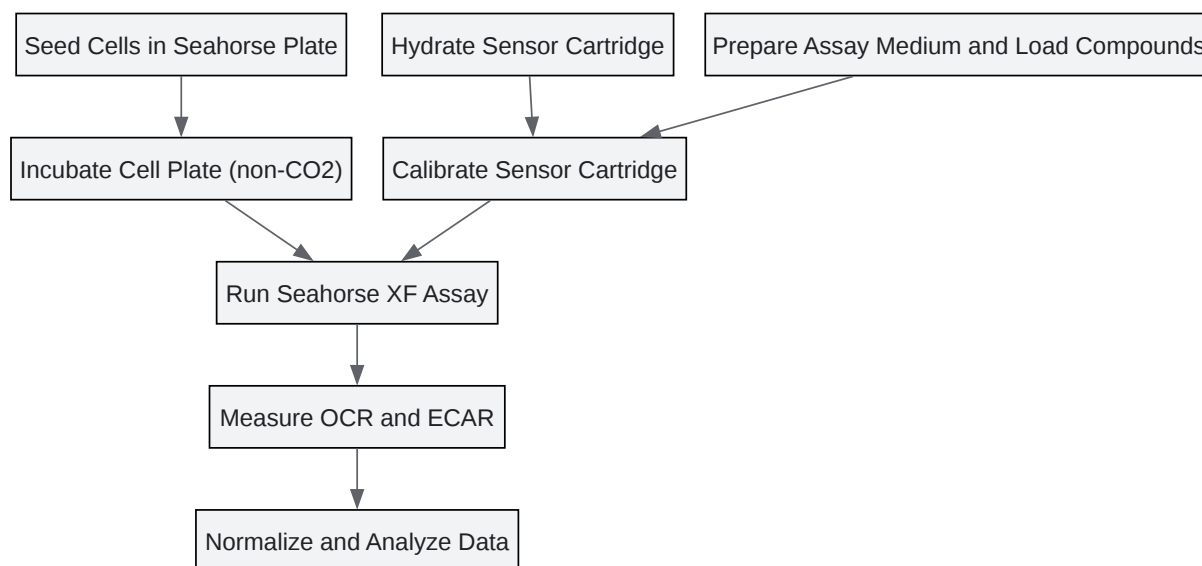 Seed Cells in Seahorse Plate
Hydrate Sensor Cartridge
Prepare Assay Medium and Load Compounds
Incubate Cell Plate (non-CO2)
Calibrate Sensor Cartridge
Run Seahorse XF Assay
Measure OCR and ECAR
Normalize and Analyze Data